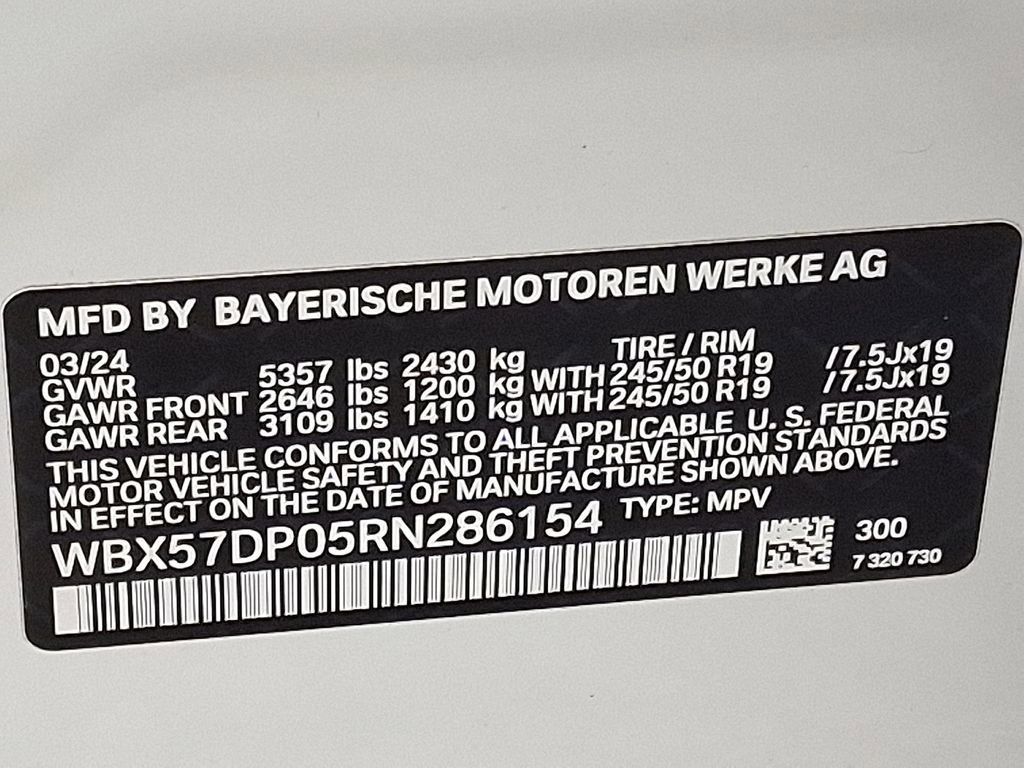 MFD BY BAYERISCHE MOTOREN WERKE AG
03/24 TIRE / RIM
GVWR 5357 lbs 2430 kg
GAWR FRONT 2646 lbs 1200 kg WITH 245/50 R19 /7.5Jx19
GAWR REAR 3109 lbs 1410 kg WITH 245/50 R19 /7.5Jx19
THIS VEHICLE CONFORMS TO ALL APPLICABLE U. S. FEDERAL
MOTOR VEHICLE SAFETY AND THEFT PREVENTION STANDARDS
IN EFFECT ON THE DATE OF MANUFACTURE SHOWN ABOVE.
WBX57DP05RN286154 TYPE: MPV
300
7 320 730